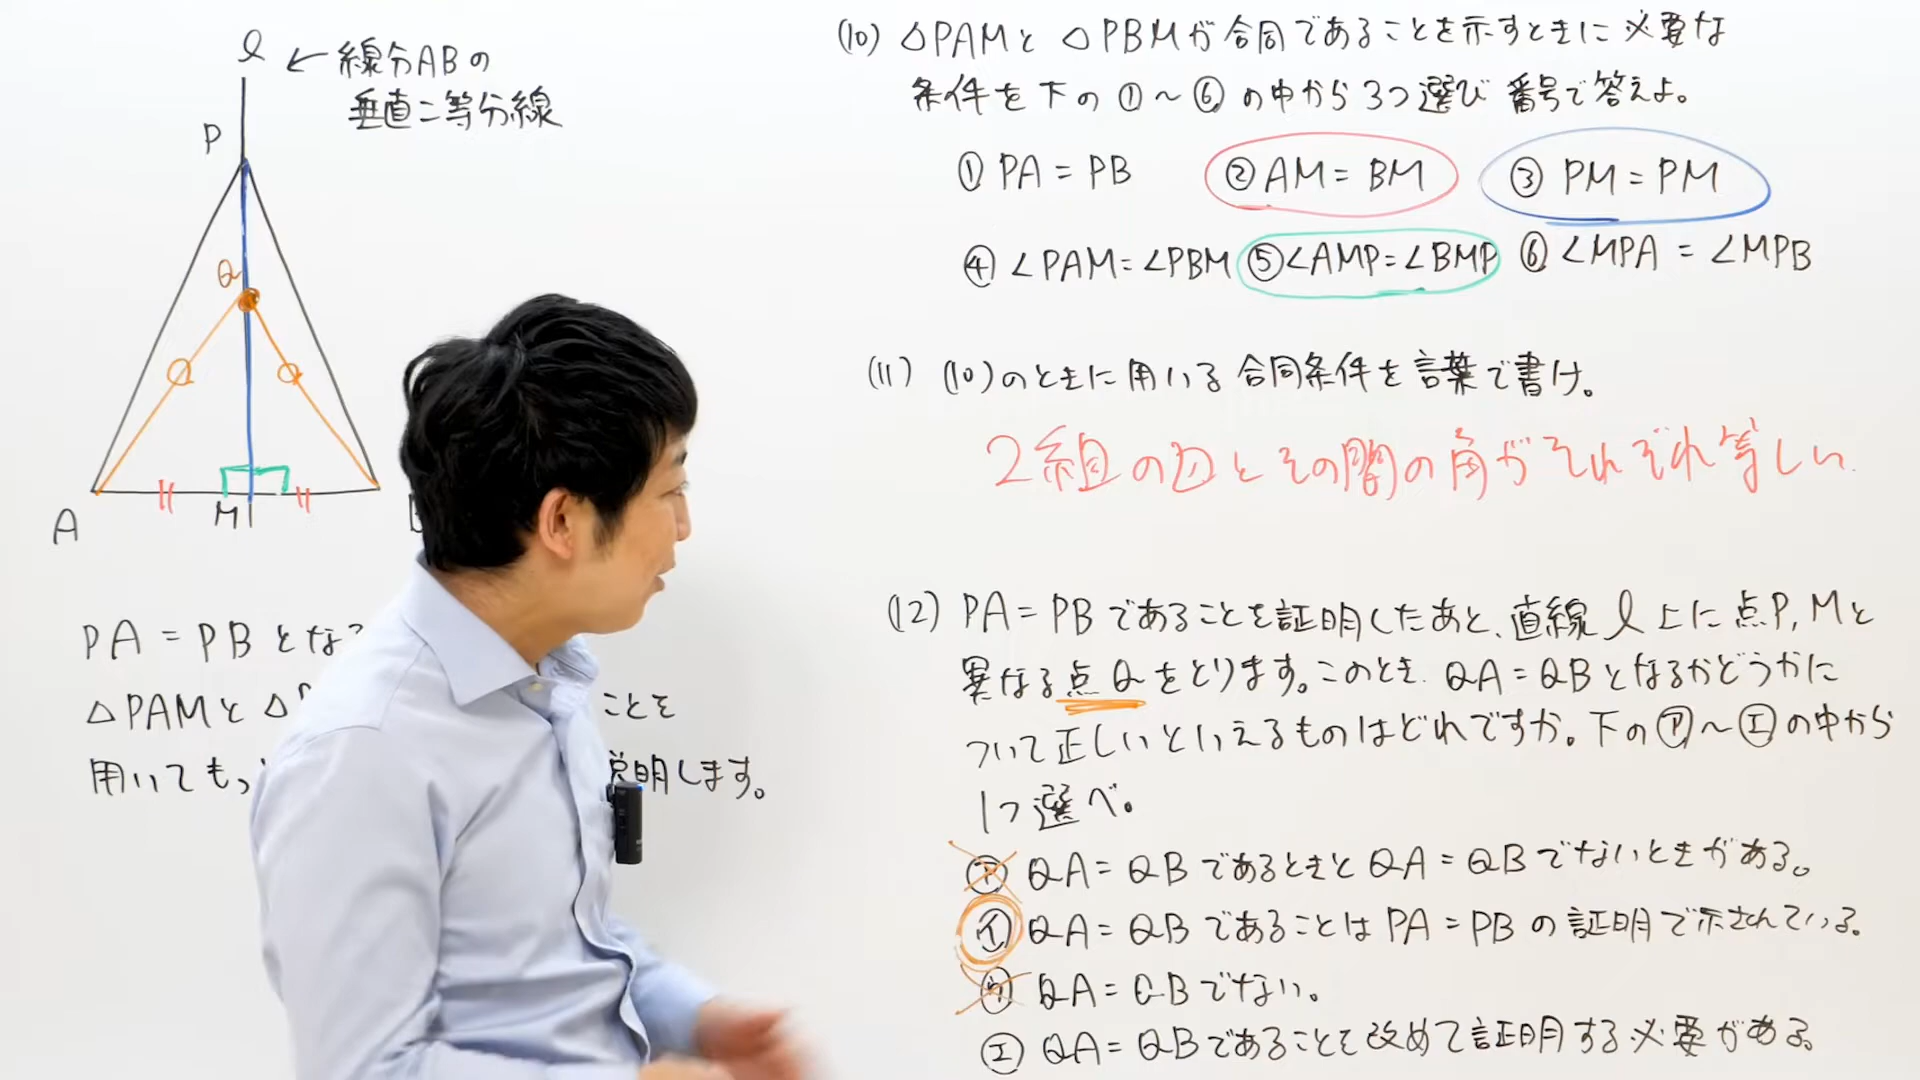 l ← 線分ABの
垂直二等分線
P
Q
A
M
PA = PB とな
△PAMと △
ことを
用いても
説明します。
(10) △PAMと △PBMが合同であることを示すときに 必要な
条件を下の①〜⑥の中から3つ選び 番号で答えよ。
① PA = PB ② AM = BM ③ PM = PM
④ ∠PAM = ∠PBM ⑤ ∠AMP = ∠BMP ⑥ ∠MPA = ∠MPB
(11) (10)のときに用いる合同条件を言葉で書け。
2組の辺とその間の角がそれぞれ等しい
(12) PA = PB であることを証明したあと、直線 l 上に点P, Mと
異なる点Qをとります。このとき QA = QB となるかどうかに
ついて正しいといえるものはどれですか。下の㋐〜㋓の中から
1つ選べ。
㋐ QA = QB であるときと QA = QB でないときがある。
㋑ QA = QB であることは PA = PB の証明で示されている。
㋒ QA = QB でない。
㋓ QA = QB であることを改めて証明する必要がある。